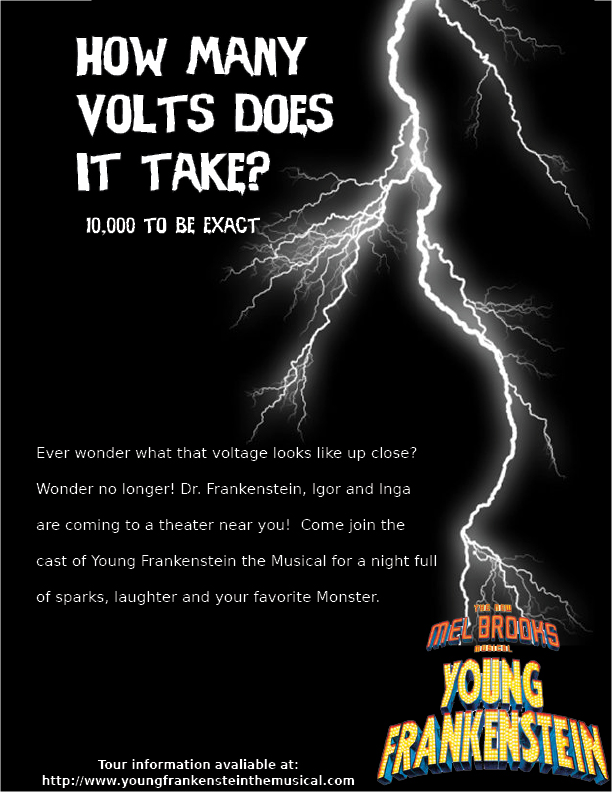 HOW MANY
VOLTS DOES
IT TAKE?
10,000 TO BE EXACT
Ever wonder what that voltage looks like up close?
Wonder no longer! Dr. Frankenstein, Igor and Inga
are coming to a theater near you!  Come join the
cast of Young Frankenstein the Musical for a night full
of sparks, laughter and your favorite Monster.
THE NEW
MEL BROOKS
MUSICAL
YOUNG
FRANKENSTEIN
Tour information avaliable at:
http://www.youngfrankensteinthemusical.com